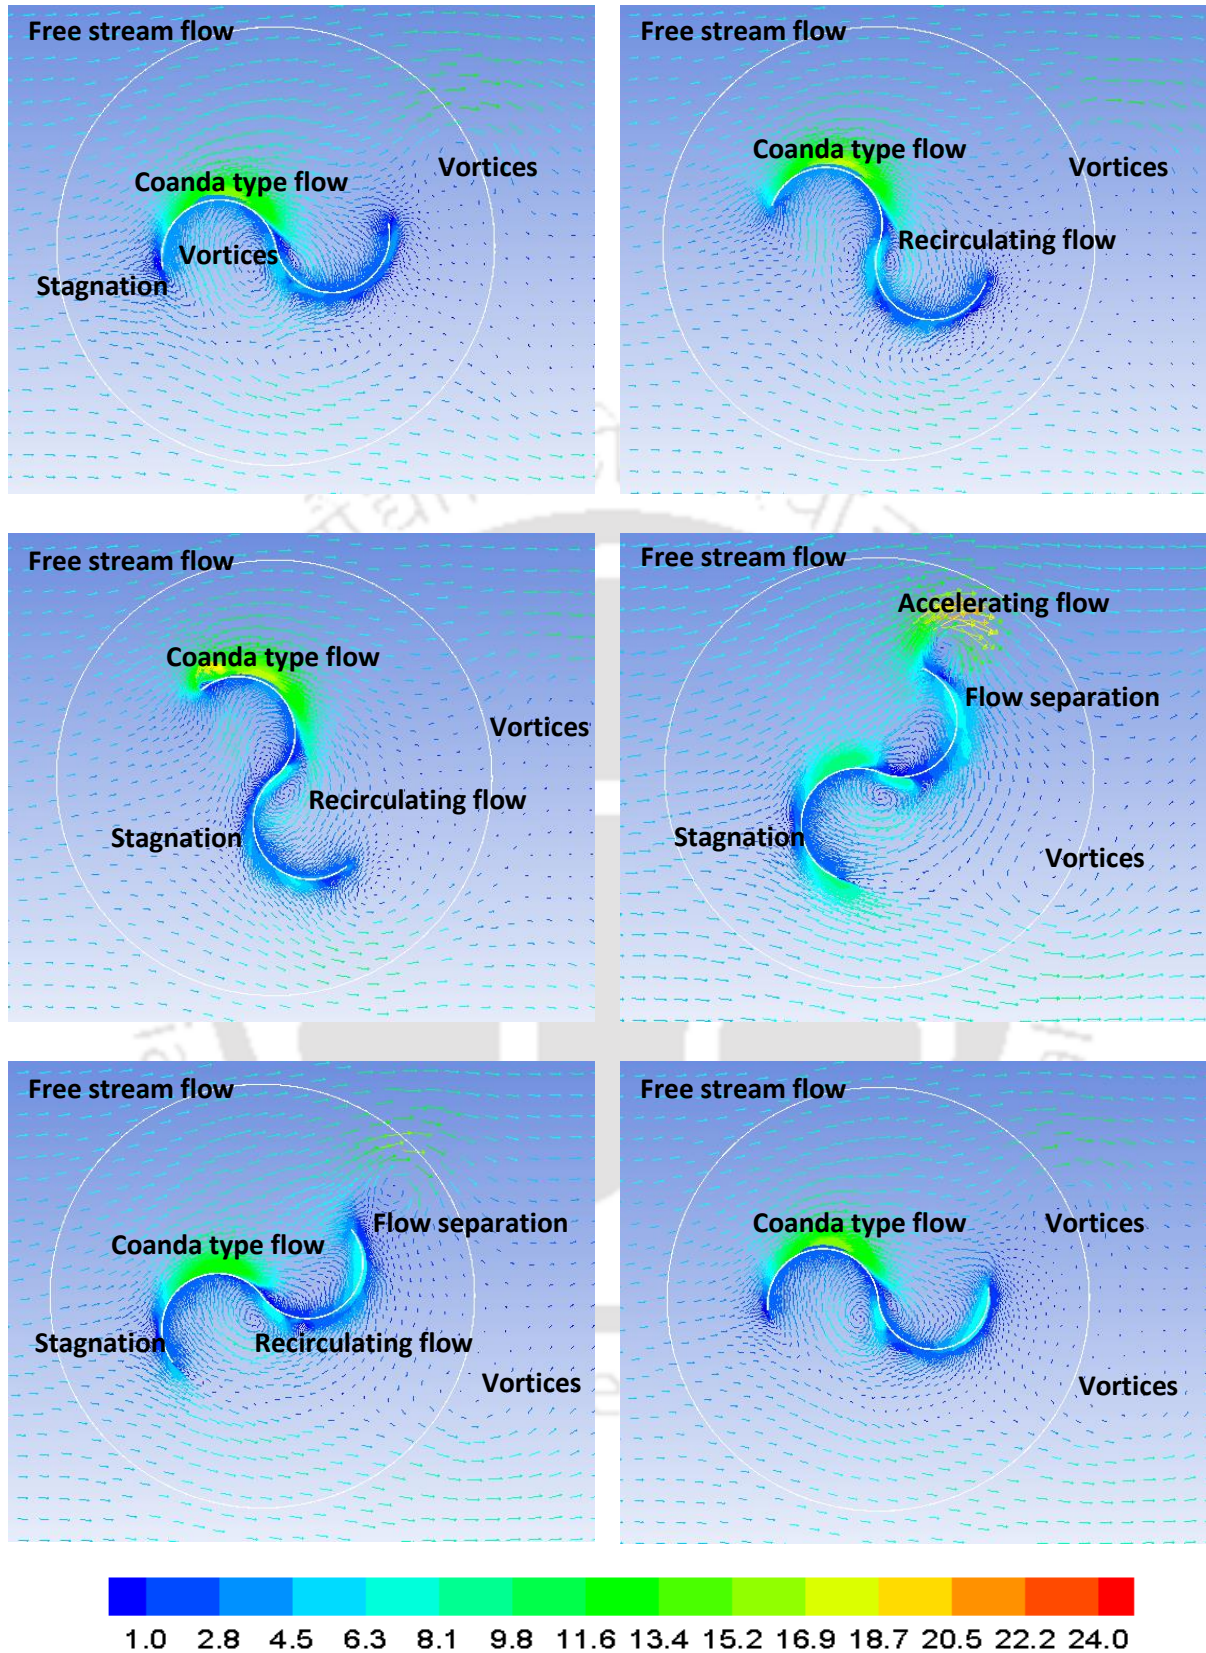 Free stream flow
Vortices
Coanda type flow
Vortices
Stagnation
Free stream flow
Coanda type flow
Vortices
Recirculating flow
Free stream flow
Coanda type flow
Vortices
Recirculating flow
Stagnation
Free stream flow
Accelerating flow
Flow separation
Stagnation
Vortices
Free stream flow
Flow separation
Coanda type flow
Stagnation
Recirculating flow
Vortices
Free stream flow
Coanda type flow
Vortices
Vortices
1.0 2.8 4.5 6.3 8.1 9.8 11.6 13.4 15.2 16.9 18.7 20.5 22.2 24.0